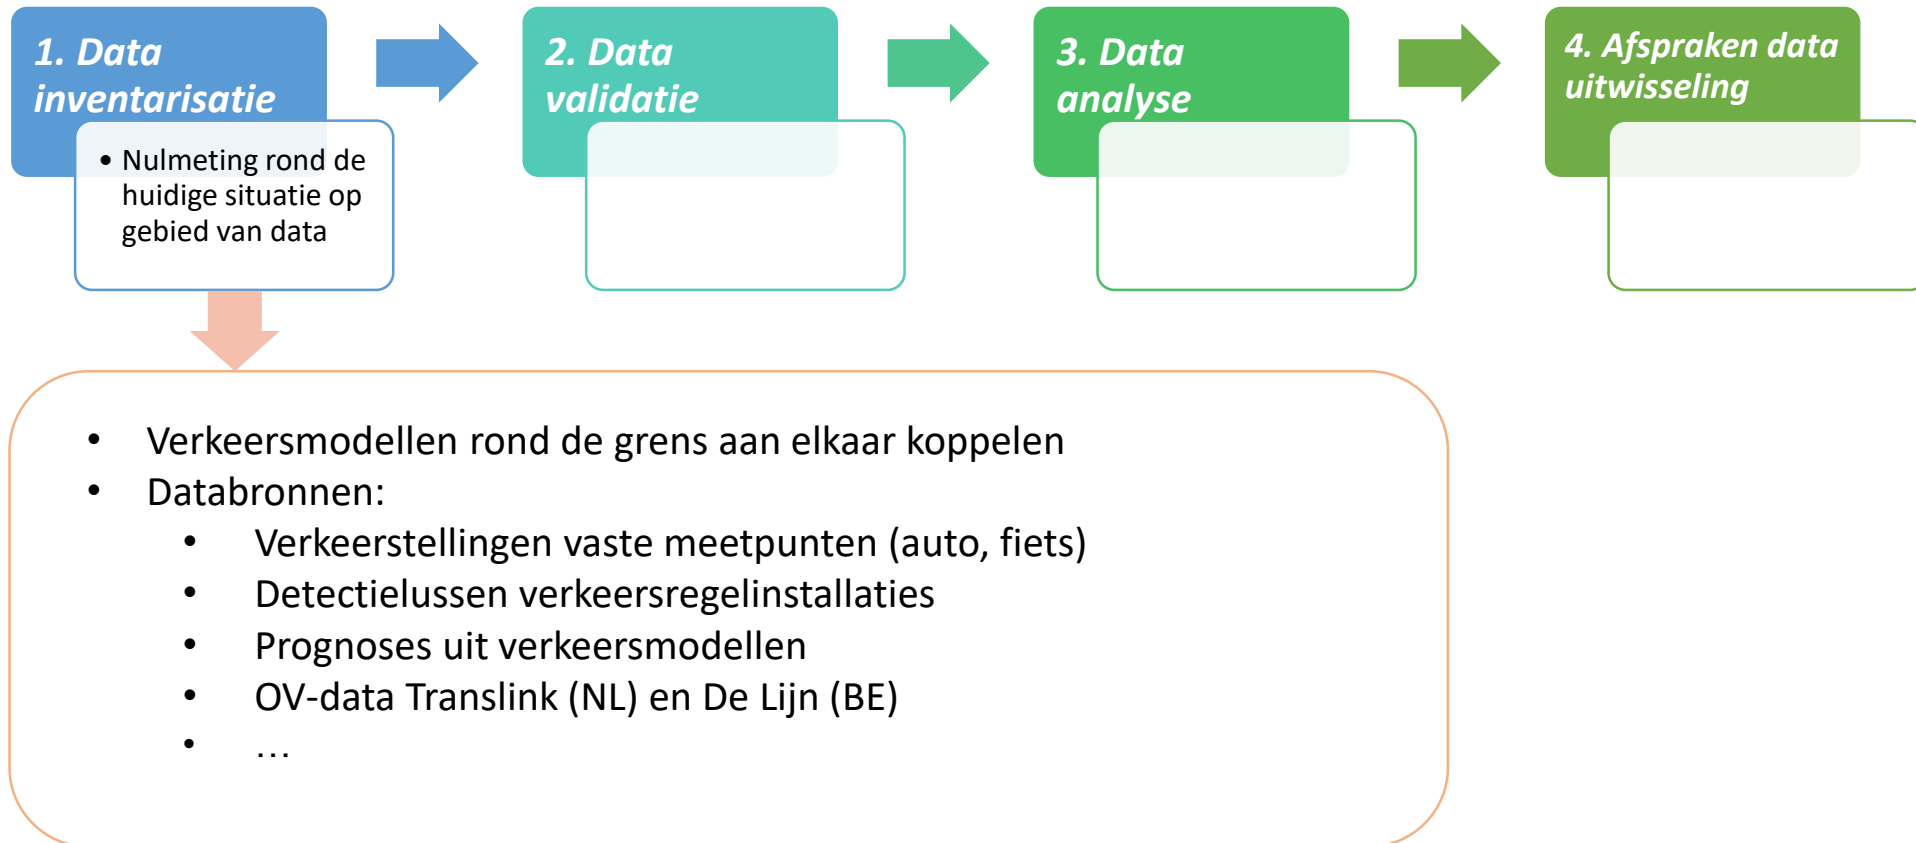 1. Data
inventarisatie
• Nulmeting rond de
huidige situatie op
gebied van data
2. Data
validatie
3. Data
analyse
4. Afspraken data
uitwisseling
• Verkeersmodellen rond de grens aan elkaar koppelen
• Databronnen:
• Verkeerstellingen vaste meetpunten (auto, fiets)
• Detectielussen verkeersregelinstallaties
• Prognoses uit verkeersmodellen
• OV-data Translink (NL) en De Lijn (BE)
• …